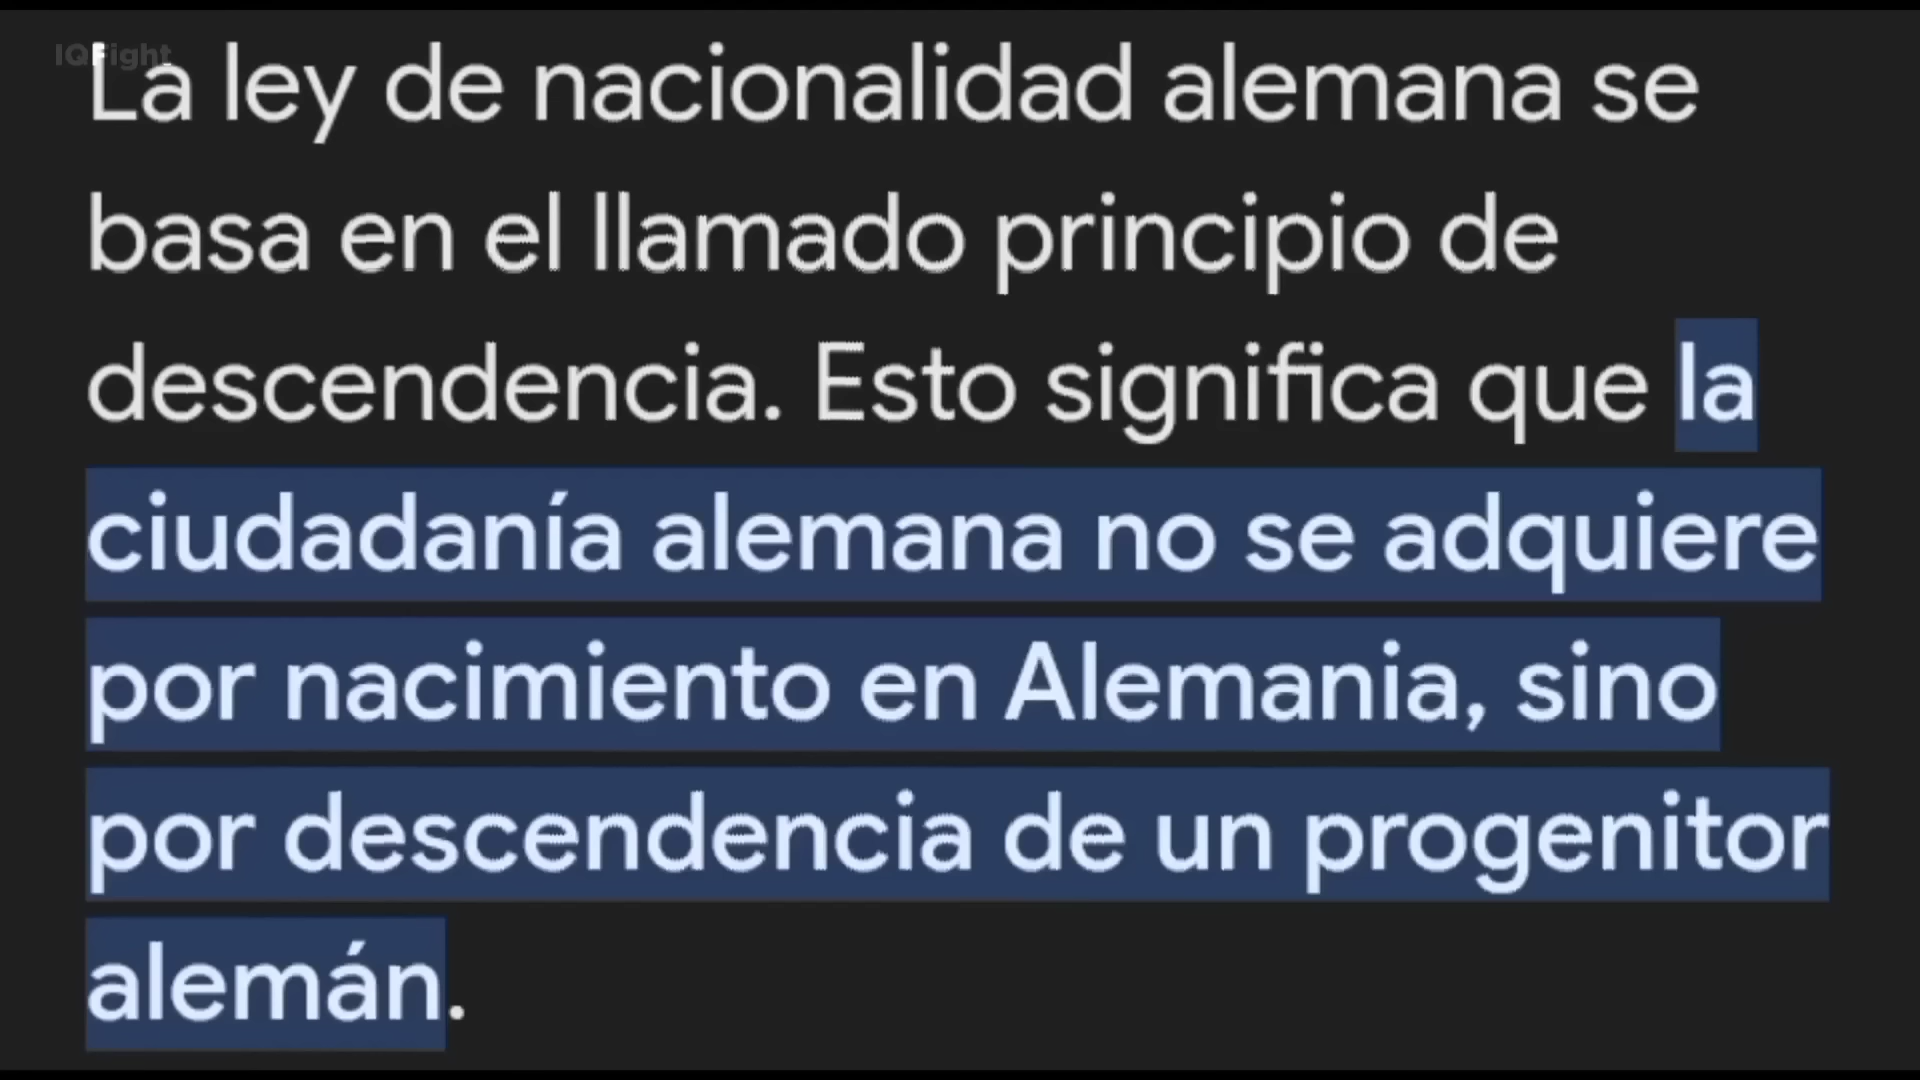 IQFight
La ley de nacionalidad alemana se
basa en el llamado principio de
descendencia. Esto significa que la
ciudadanía alemana no se adquiere
por nacimiento en Alemania, sino
por descendencia de un progenitor
alemán.